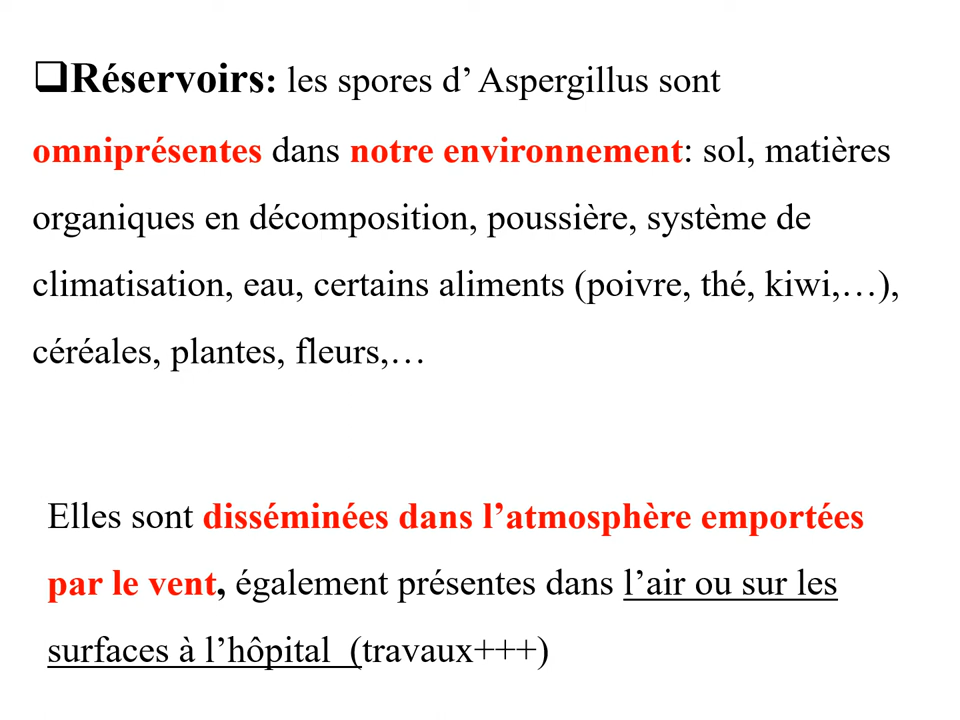 ❑Réservoirs: les spores d’ Aspergillus sont
omniprésentes dans notre environnement: sol, matières
organiques en décomposition, poussière, système de
climatisation, eau, certains aliments (poivre, thé, kiwi,…),
céréales, plantes, fleurs,…
Elles sont disséminées dans l’atmosphère emportées
par le vent, également présentes dans l’air ou sur les
surfaces à l’hôpital  (travaux+++)